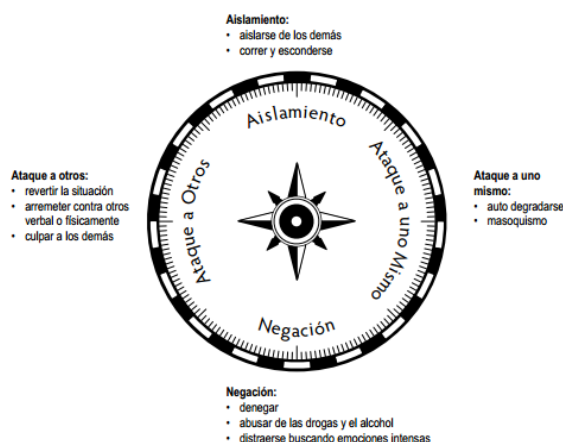 Aislamiento:
• aislarse de los demás
• correr y esconderse
Aislamiento
Ataque a Otros
Ataque a uno Mismo
Negación
Ataque a otros:
• revertir la situación
• arremeter contra otros
verbal o físicamente
• culpar a los demás
Ataque a uno
mismo:
• auto degradarse
• masoquismo
Negación:
• denegar
• abusar de las drogas y el alcohol
• distraerse buscando emociones intensas